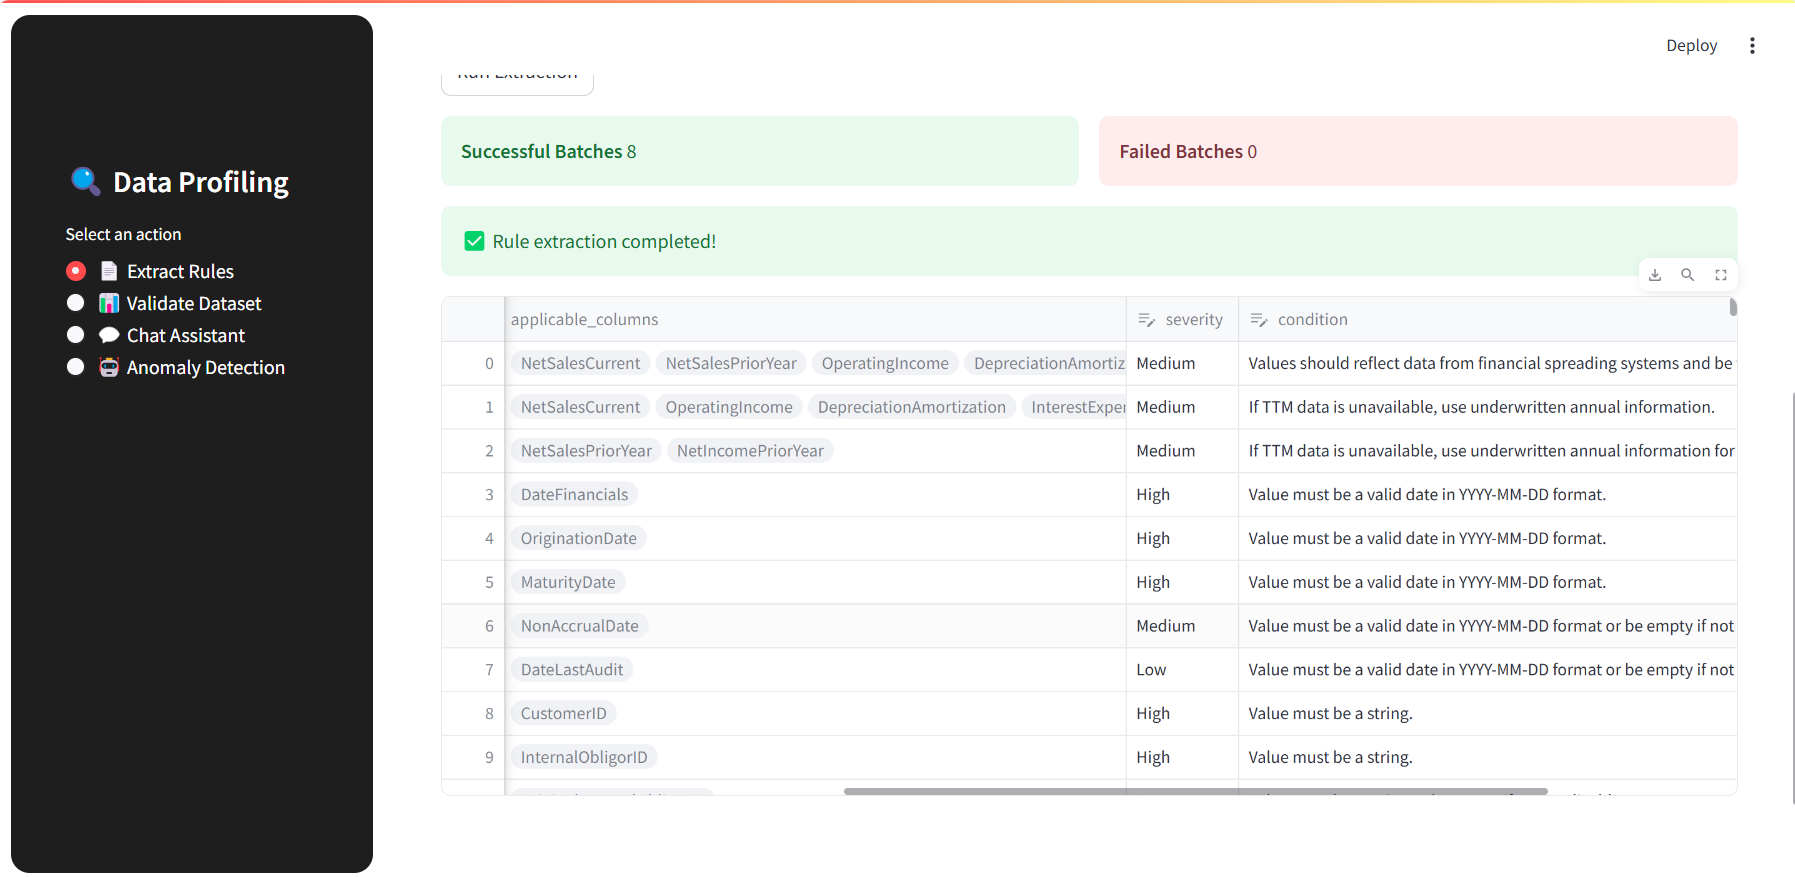 Deploy
Run Extraction
Data Profiling
Select an action
Extract Rules
Validate Dataset
Chat Assistant
Anomaly Detection
Successful Batches 8
Failed Batches 0
Rule extraction completed!
applicable_columns severity condition
0 NetSalesCurrent NetSalesPriorYear OperatingIncome DepreciationAmortiz Medium Values should reflect data from financial spreading systems and be
1 NetSalesCurrent OperatingIncome DepreciationAmortization InterestExper Medium If TTM data is unavailable, use underwritten annual information.
2 NetSalesPriorYear NetIncomePriorYear Medium If TTM data is unavailable, use underwritten annual information for
3 DateFinancials High Value must be a valid date in YYYY-MM-DD format.
4 OriginationDate High Value must be a valid date in YYYY-MM-DD format.
5 MaturityDate High Value must be a valid date in YYYY-MM-DD format.
6 NonAccrualDate Medium Value must be a valid date in YYYY-MM-DD format or be empty if not
7 DateLastAudit Low Value must be a valid date in YYYY-MM-DD format or be empty if not
8 CustomerID High Value must be a string.
9 InternalObligorID High Value must be a string.